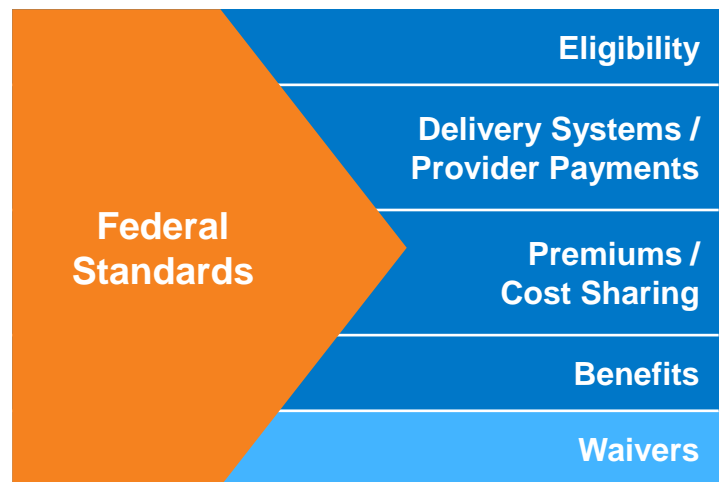 Federal
Standards
Eligibility
Delivery Systems /
Provider Payments
Premiums /
Cost Sharing
Benefits
Waivers